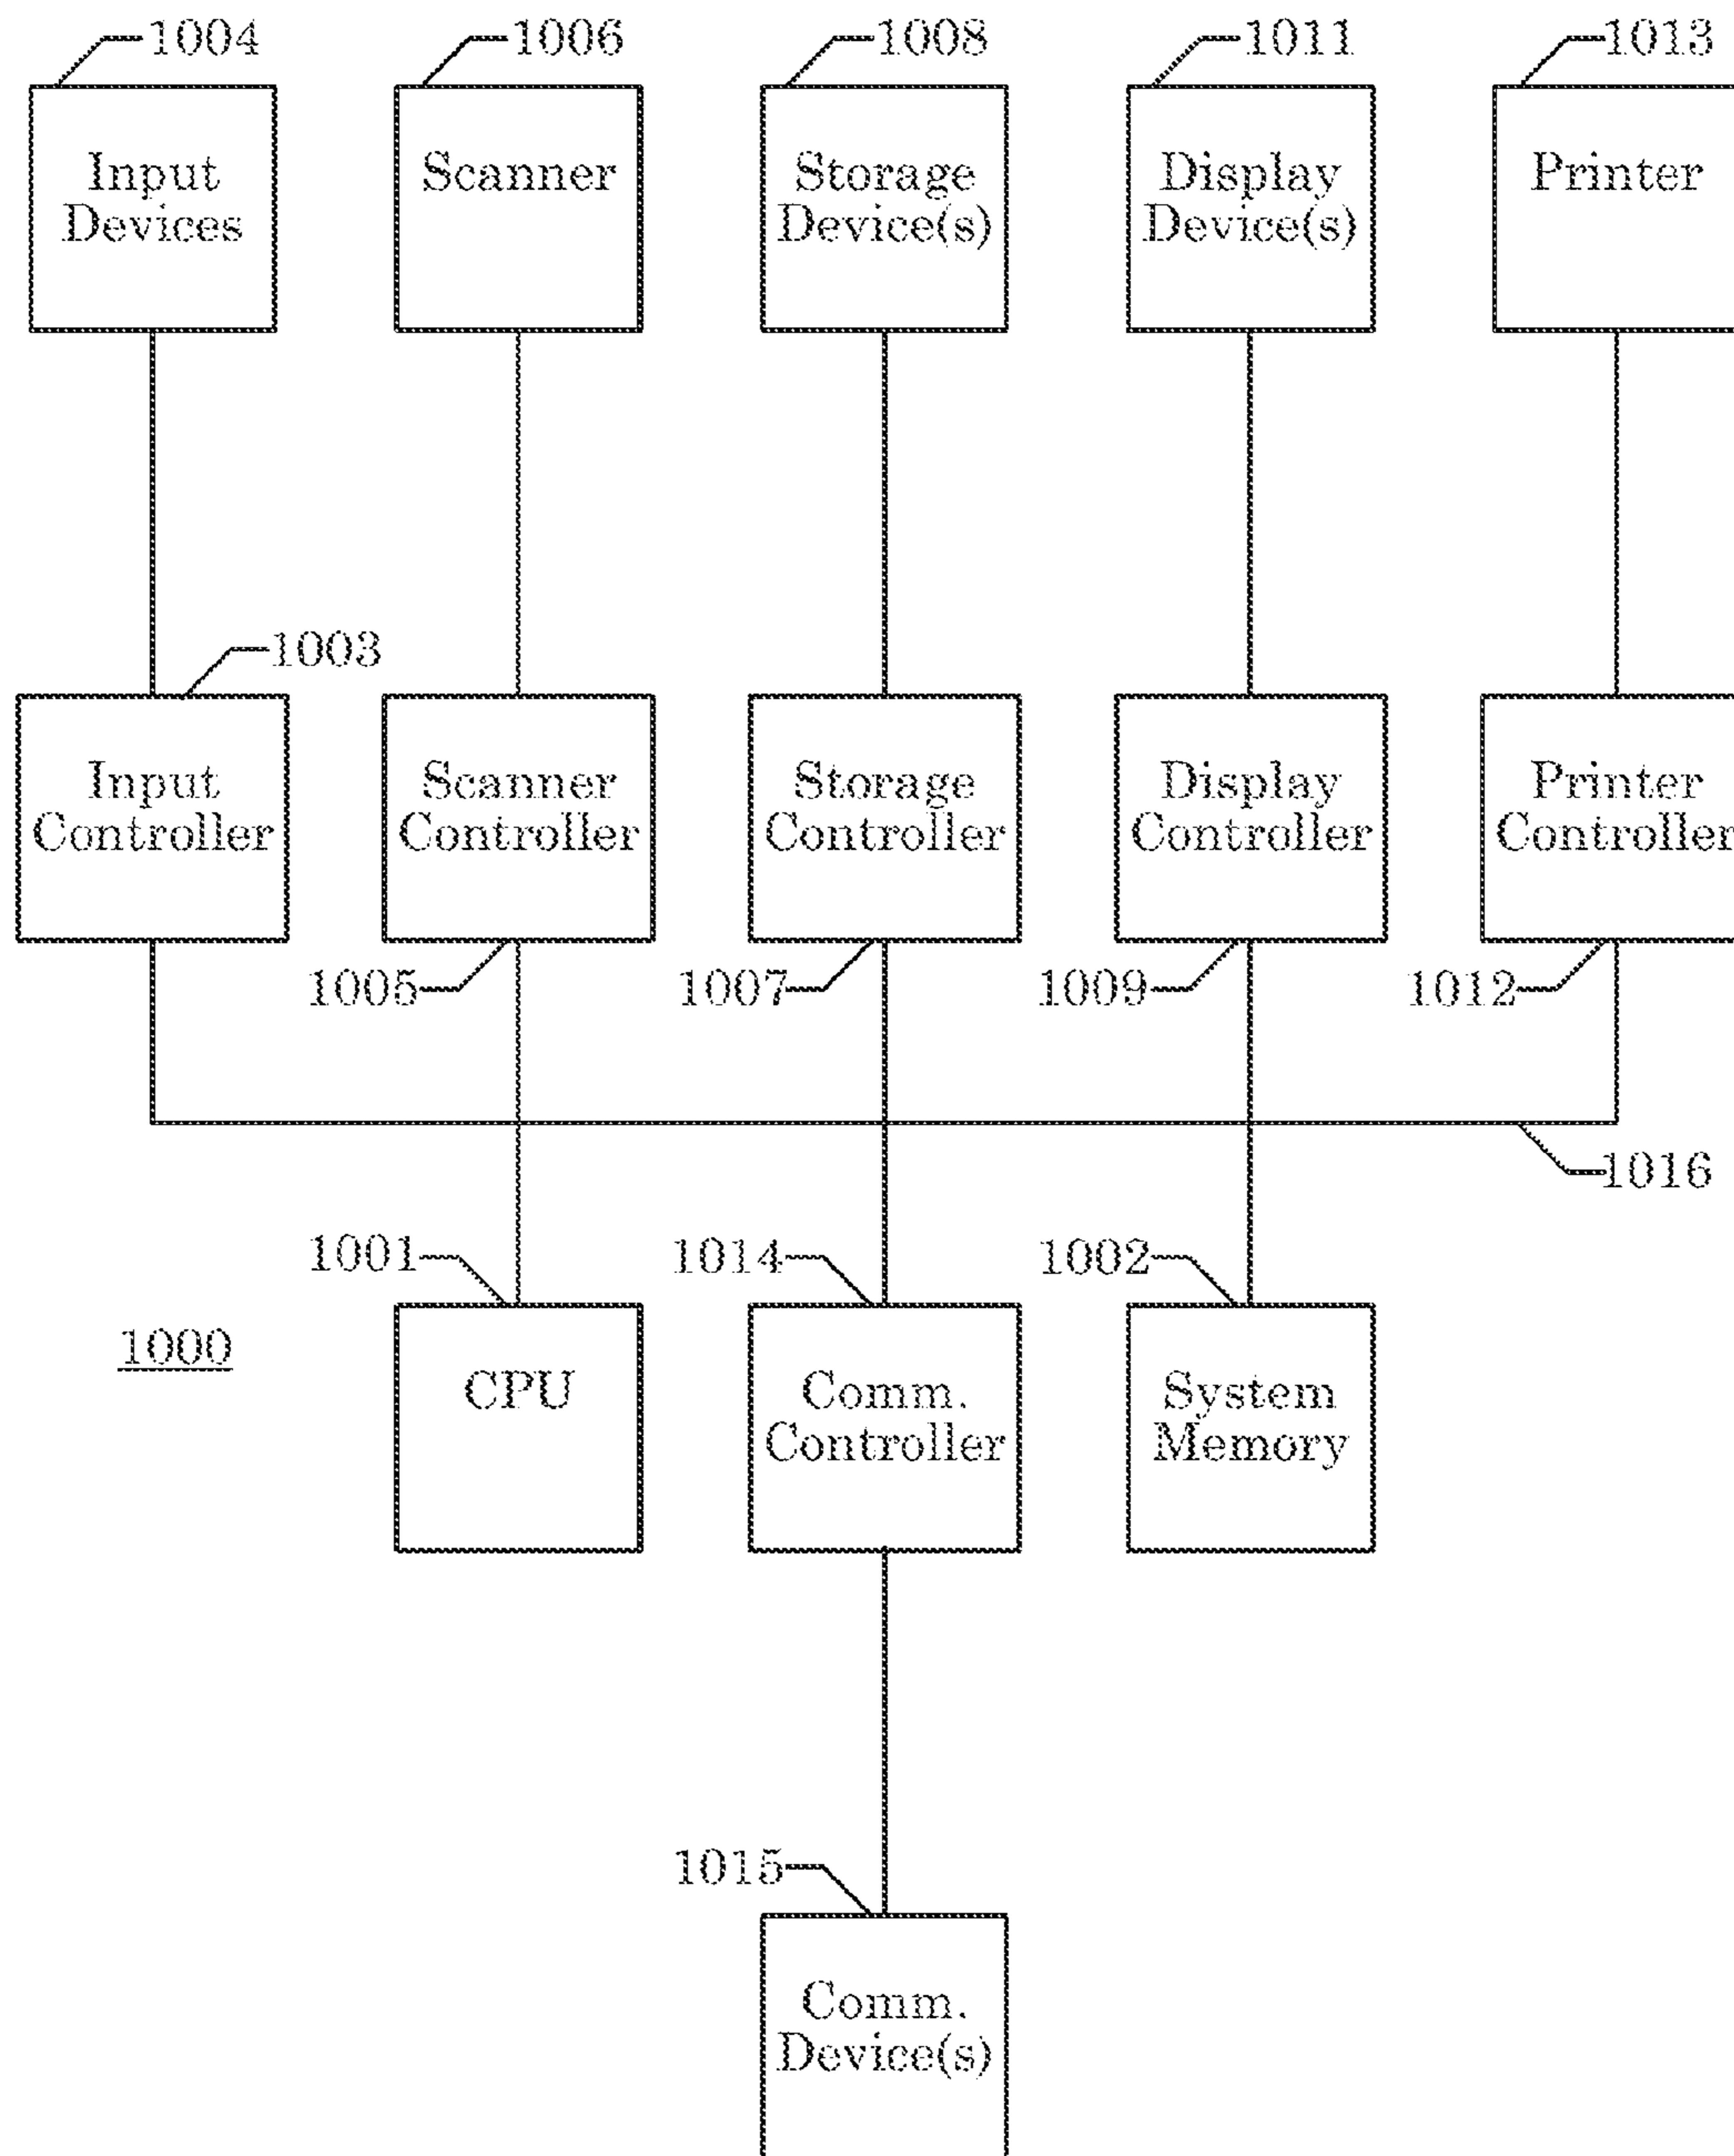 1004
1006
1008
1011
1013
Input
Devices
Scanner
Storage
Device(s)
Display
Device(s)
Printer
1003
Input
Controller
Scanner
Controller
Storage
Controller
Display
Controller
Printer
Controller
1005
1007
1009
1012
1016
1001
1014
1002
1000
CPU
Comm.
Controller
System
Memory
1015
Comm.
Device(s)